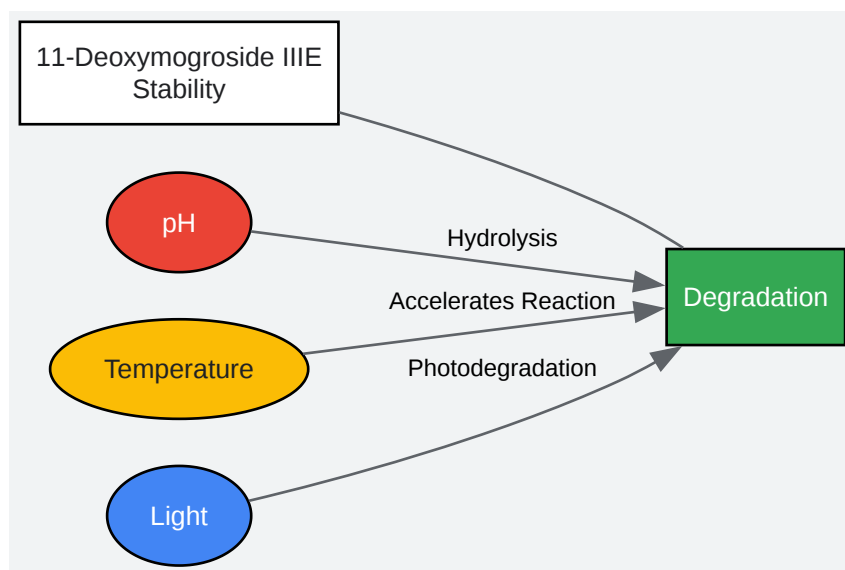 11-Deoxymogroside IIIE
Stability
pH
Hydrolysis
Degradation
Accelerates Reaction
Temperature
Photodegradation
Light